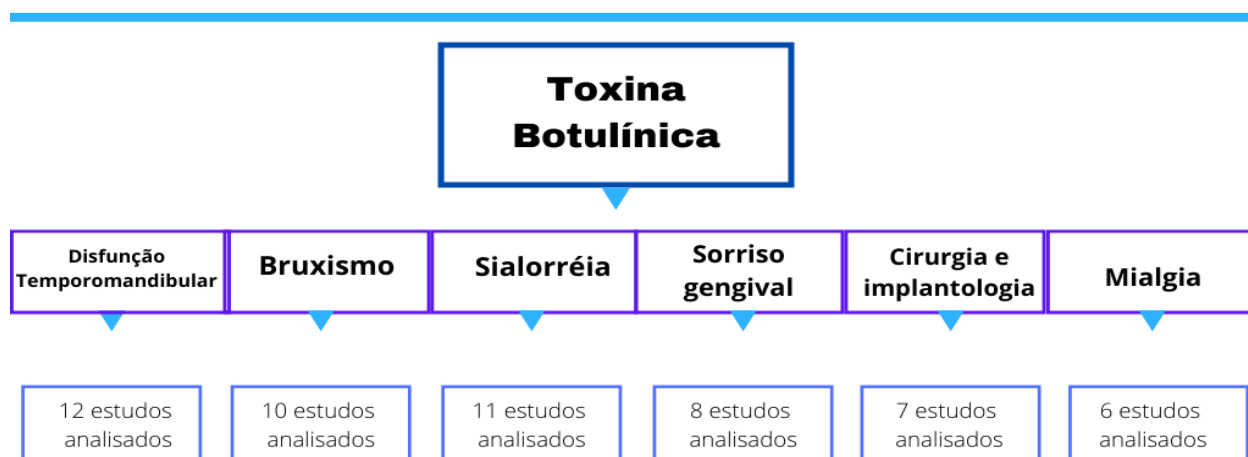 Toxina
Botulínica
Disfunção
Temporomandibular
Bruxismo
Sialorréia
Sorriso
gengival
Cirurgia e
implantologia
Mialgia
12 estudos
analisados
10 estudos
analisados
11 estudos
analisados
8 estudos
analisados
7 estudos
analisados
6 estudos
analisados